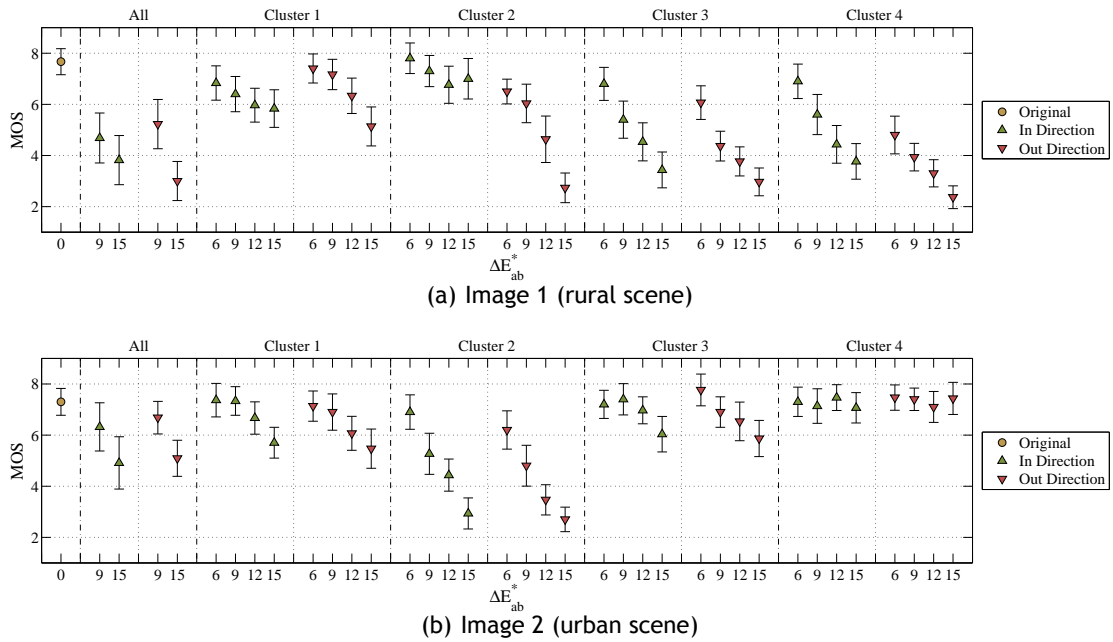 All Cluster 1 Cluster 2 Cluster 3 Cluster 4
8
6
4
2
MOS
0 9 15 9 15 6 9 12 15 6 9 12 15 6 9 12 15 6 9 12 15 6 9 12 15 6 9 12 15 6 9 12 15 6 9 12 15
ΔE*ab
Original
In Direction
Out Direction
(a) Image 1 (rural scene)
All Cluster 1 Cluster 2 Cluster 3 Cluster 4
8
6
4
2
MOS
0 9 15 9 15 6 9 12 15 6 9 12 15 6 9 12 15 6 9 12 15 6 9 12 15 6 9 12 15 6 9 12 15 6 9 12 15
ΔE*ab
Original
In Direction
Out Direction
(b) Image 2 (urban scene)